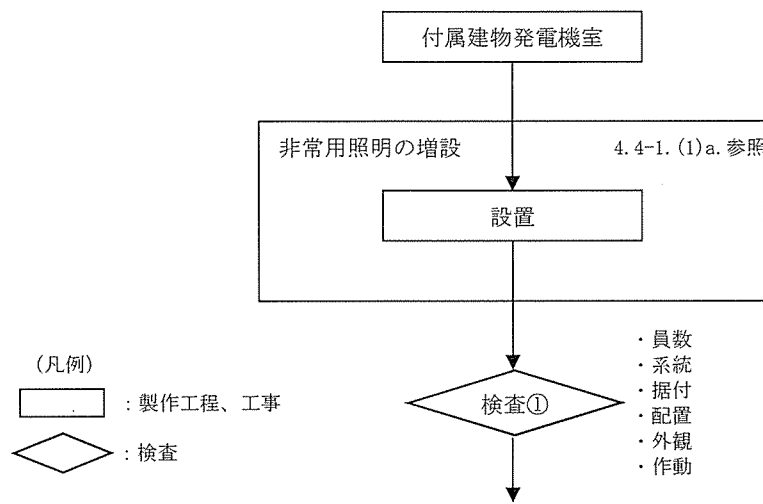 付属建物発電機室
非常用照明の増設 4.4-1.(1)a.参照
設置
・員数
・系統
・据付
・配置
・外観
・作動
検査①
(凡例)
：製作工程、工事
：検査